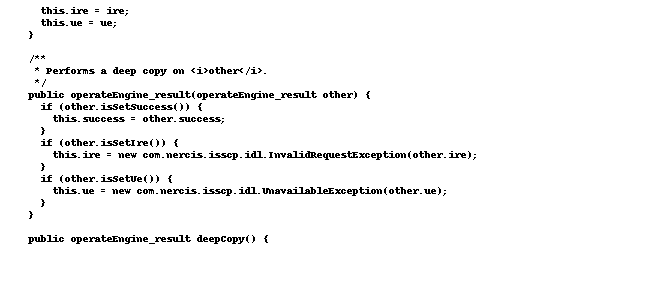 this.ire = ire;
this.ue = ue;
}
/**
* Performs a deep copy on <i>other</i>.
*/
public operateEngine_result(operateEngine_result other) {
if (other.isSetSuccess()) {
this.success = other.success;
}
if (other.isSetIre()) {
this.ire = new com.nercis.isscp.idl.InvalidRequestException(other.ire);
}
if (other.isSetUe()) {
this.ue = new com.nercis.isscp.idl.UnavailableException(other.ue);
}
}
public operateEngine_result deepCopy() {